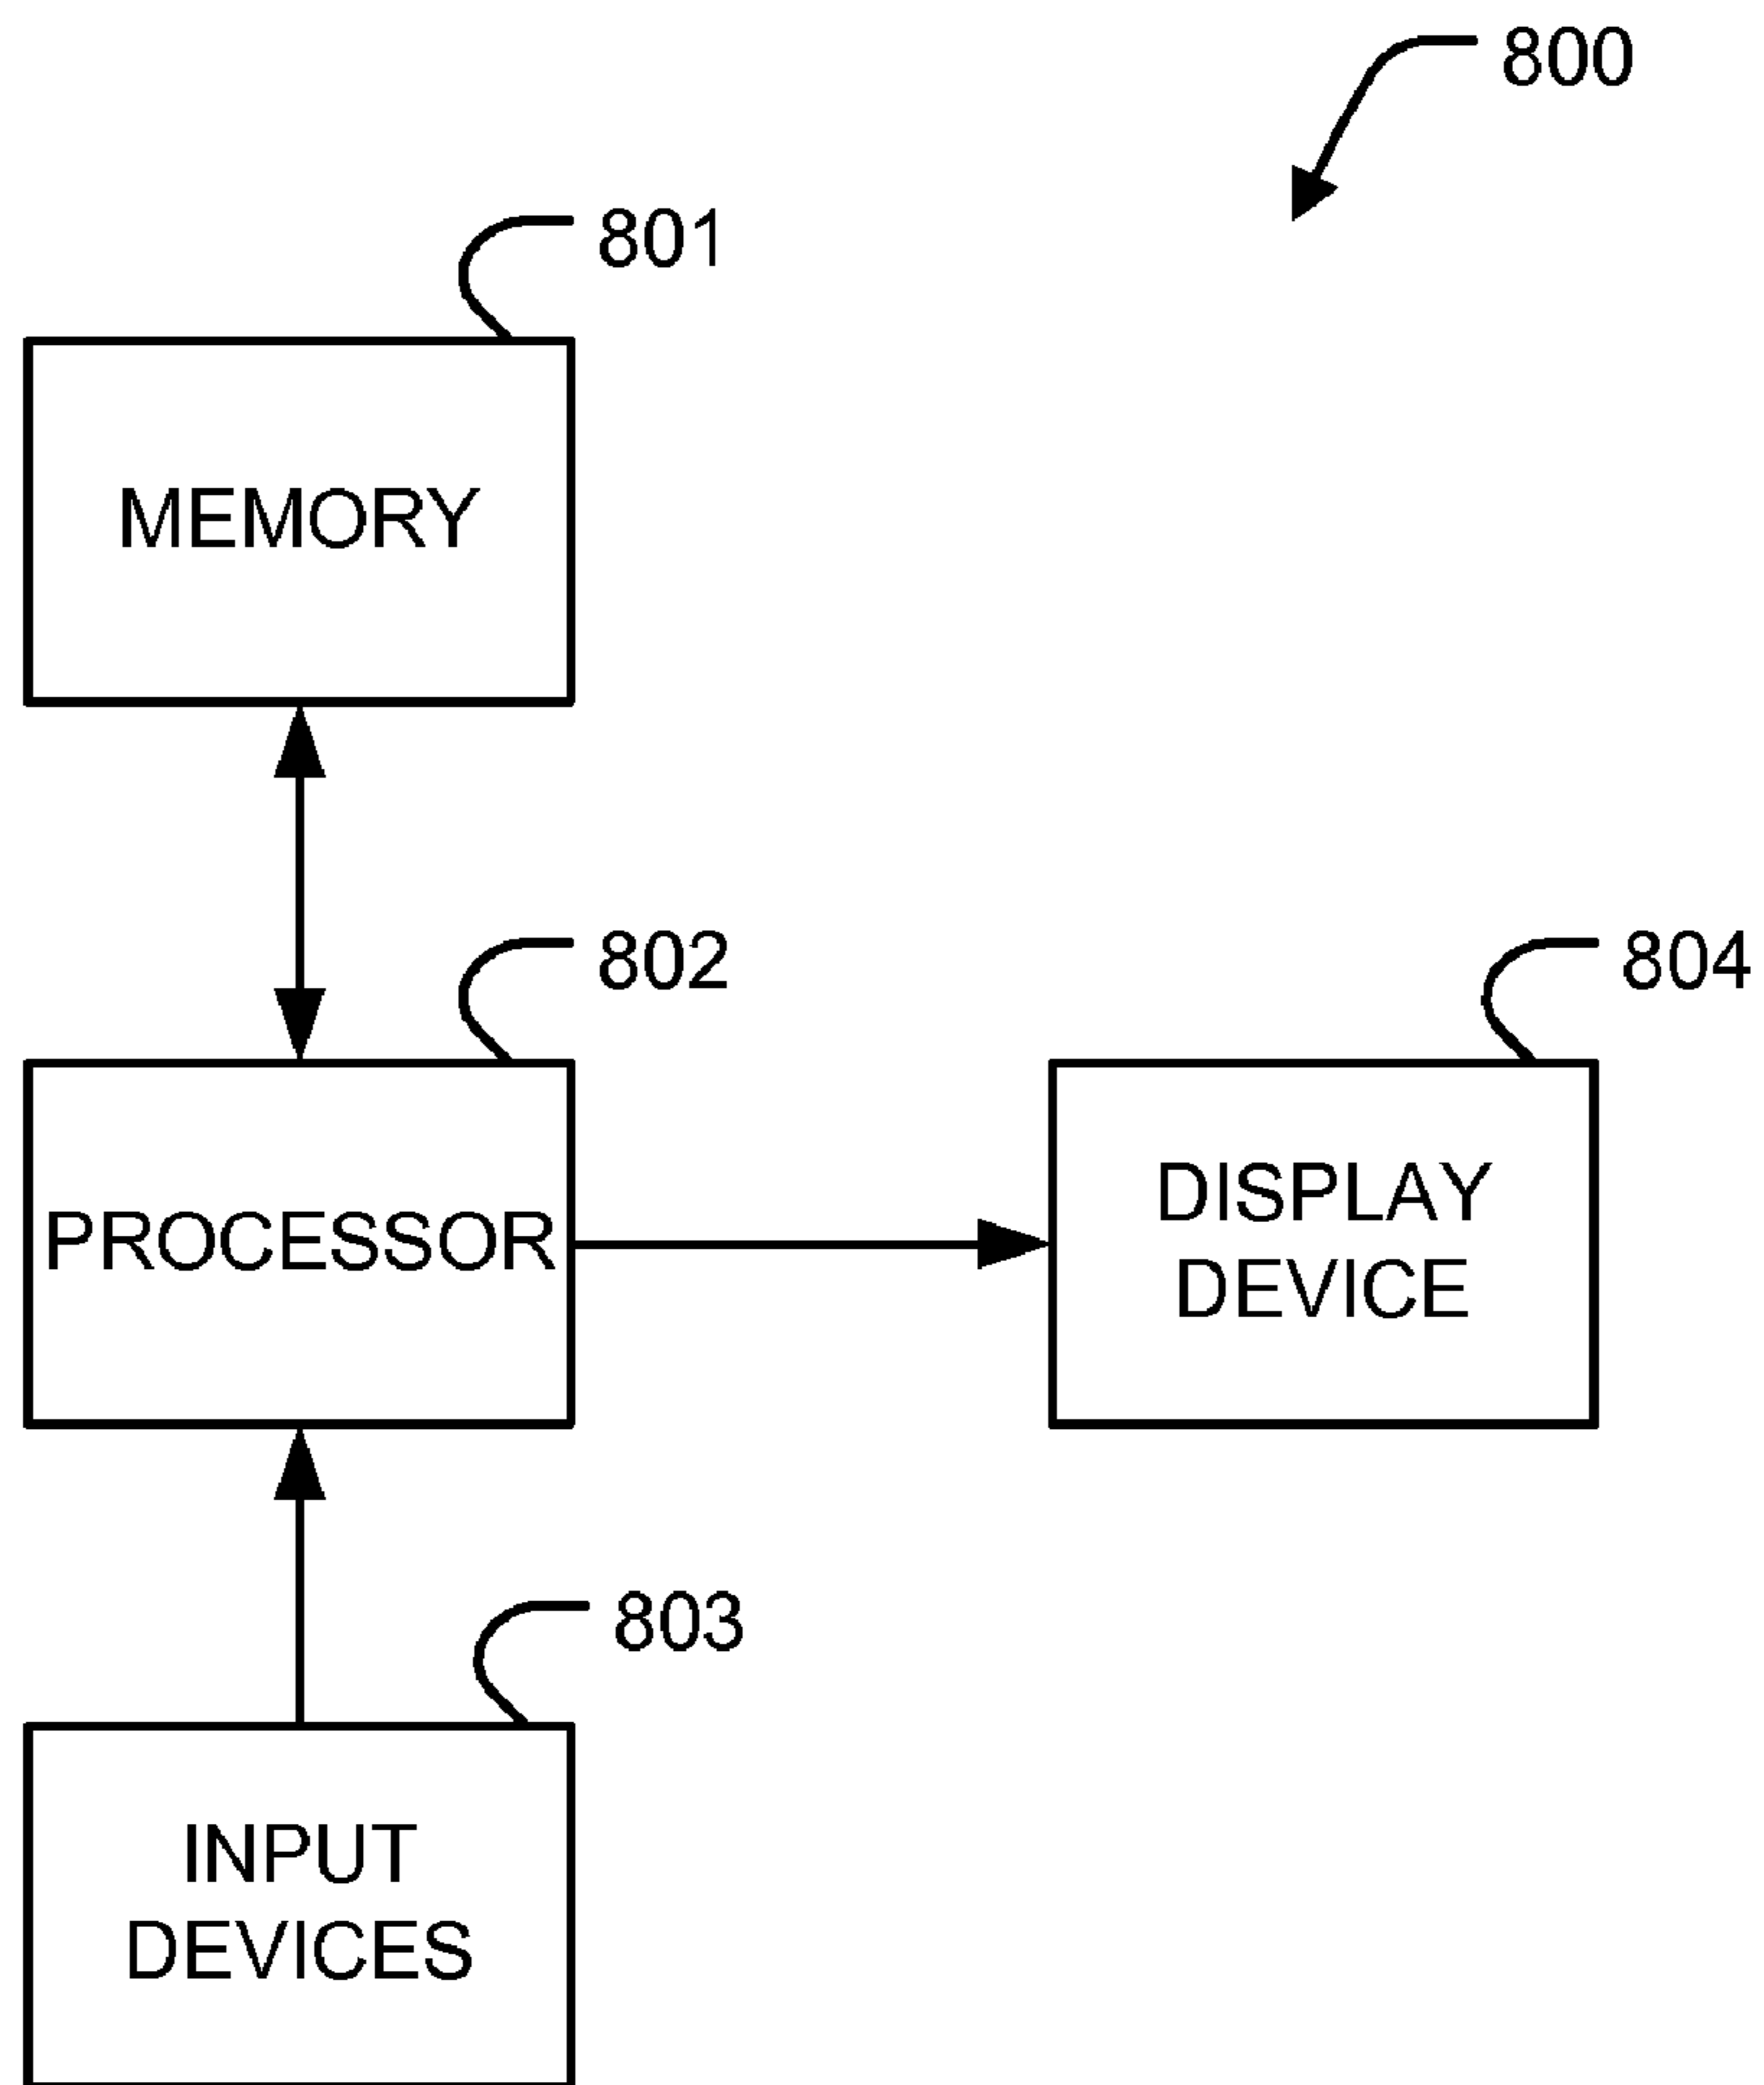 800
801
MEMORY
802
804
PROCESSOR
DISPLAY
DEVICE
803
INPUT
DEVICES